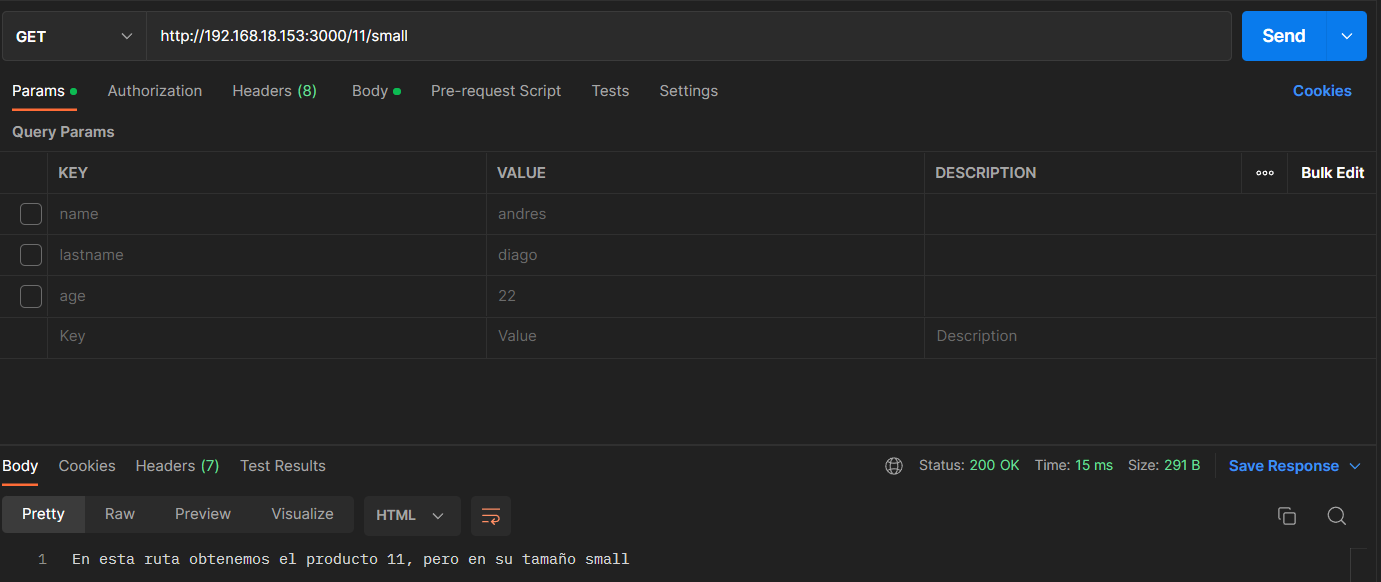 GET http://192.168.18.153:3000/11/small Send
Params Authorization Headers (8) Body Pre-request Script Tests Settings Cookies
Query Params
KEY VALUE DESCRIPTION Bulk Edit
name andres
lastname diago
age 22
Key Value Description
Body Cookies Headers (7) Test Results Status: 200 OK Time: 15 ms Size: 291 B Save Response
Pretty Raw Preview Visualize HTML
1 En esta ruta obtenemos el producto 11, pero en su tamaño small